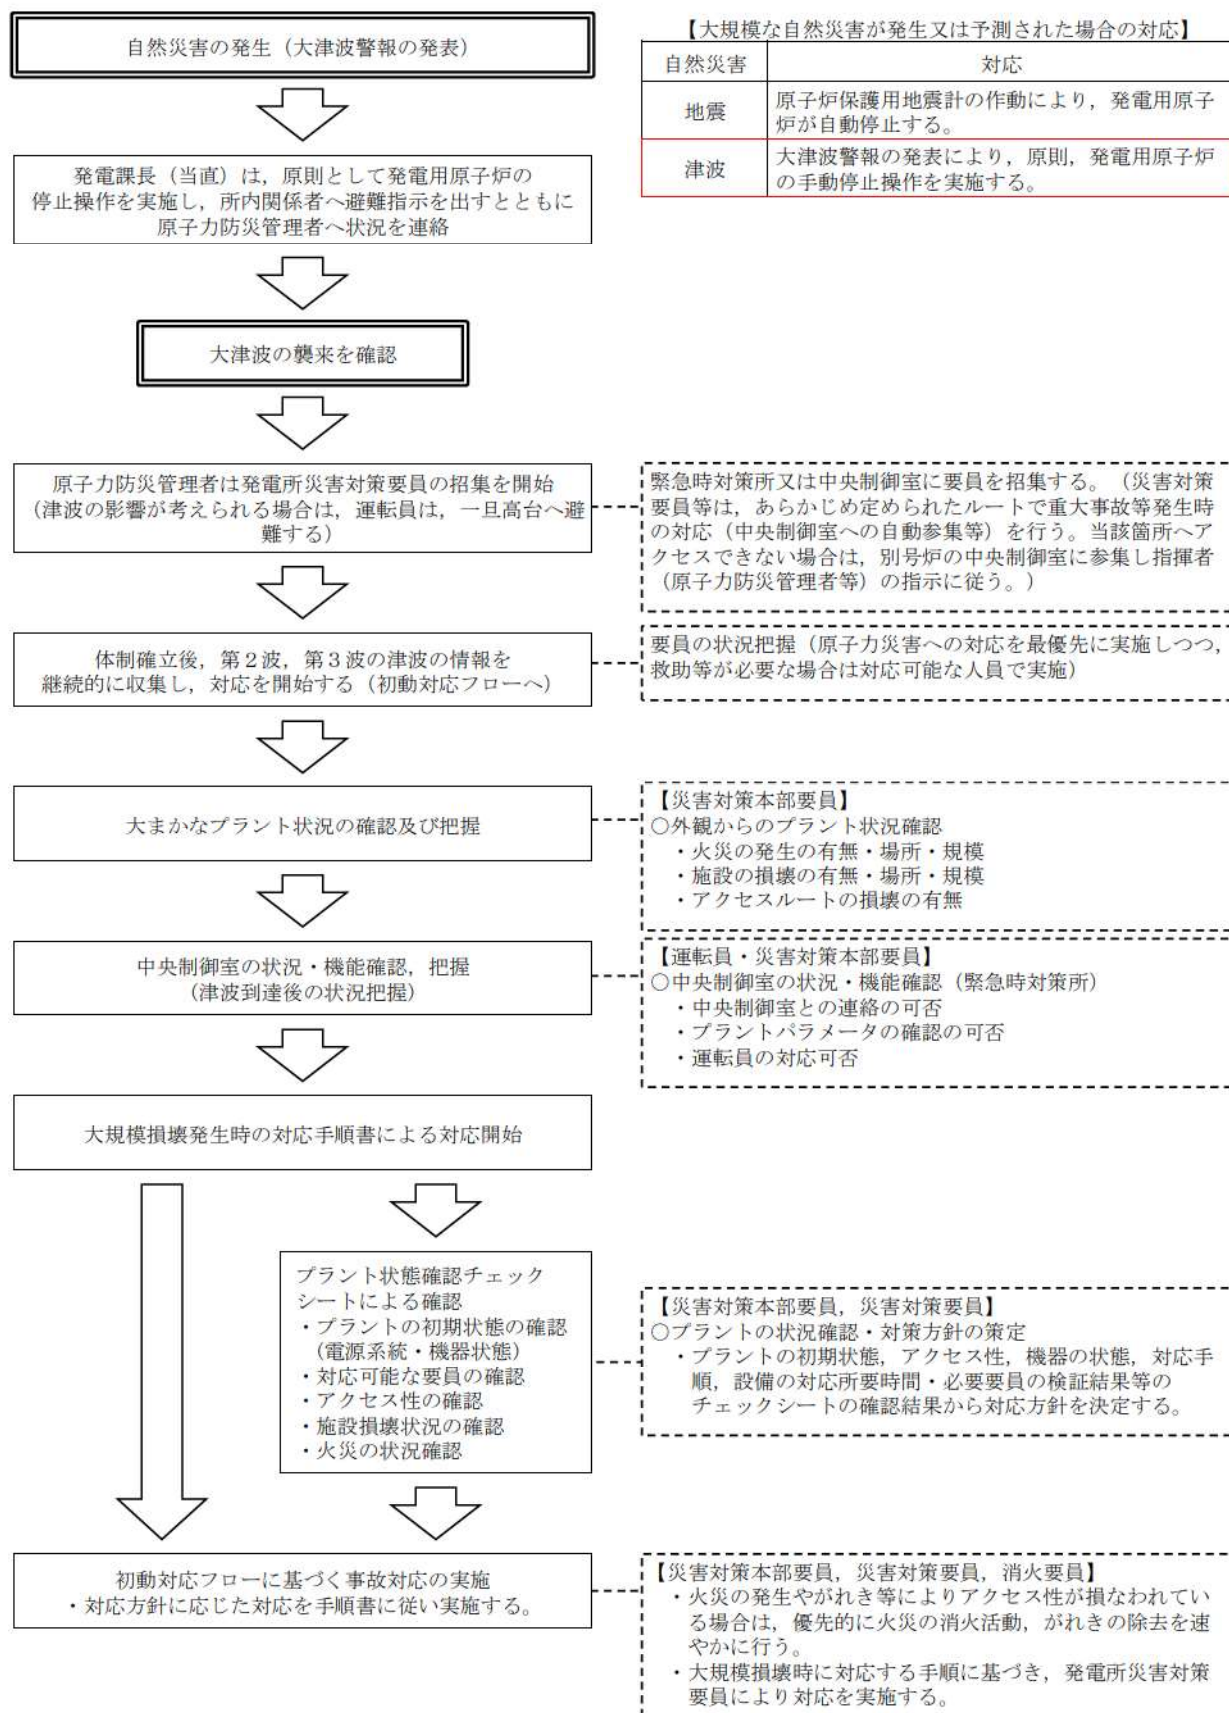 自然災害の発生（大津波警報の発表）
【大規模な自然災害が発生又は予測された場合の対応】
自然災害
対応
地震
原子炉保護用地震計の作動により，発電用原子
炉が自動停止する。
津波
大津波警報の発表により，原則，発電用原子炉
の手動停止操作を実施する。
発電課長（当直）は，原則として発電用原子炉の
停止操作を実施し，所内関係者へ避難指示を出すとともに
原子力防災管理者へ状況を連絡
大津波の襲来を確認
原子力防災管理者は発電所災害対策要員の招集を開始
（津波の影響が考えられる場合は，運転員は，一旦高台へ避
難する）
緊急時対策所又は中央制御室に要員を招集する。（災害対策
要員等は，あらかじめ定められたルートで重大事故等発生時
の対応（中央制御室への自動参集等）を行う。当該箇所へア
クセスできない場合は，別号炉の中央制御室に参集し指揮者
（原子力防災管理者等）の指示に従う。）
体制確立後，第２波，第３波の津波の情報を
継続的に収集し，対応を開始する（初動対応フローへ）
要員の状況把握（原子力災害への対応を最優先に実施しつつ，
救助等が必要な場合は対応可能な人員で実施）
大まかなプラント状況の確認及び把握
【災害対策本部要員】
○外観からのプラント状況確認
・火災の発生の有無・場所・規模
・施設の損壊の有無・場所・規模
・アクセスルートの損壊の有無
中央制御室の状況・機能確認，把握
（津波到達後の状況把握）
【運転員・災害対策本部要員】
○中央制御室の状況・機能確認（緊急時対策所）
・中央制御室との連絡の可否
・プラントパラメータの確認の可否
・運転員の対応可否
大規模損壊発生時の対応手順書による対応開始
プラント状態確認チェック
シートによる確認
・プラントの初期状態の確認
（電源系統・機器状態）
・対応可能な要員の確認
・アクセス性の確認
・施設損壊状況の確認
・火災の状況確認
【災害対策本部要員，災害対策要員】
○プラントの状況確認・対策方針の策定
・プラントの初期状態，アクセス性，機器の状態，対応手
順，設備の対応所要時間・必要要員の検証結果等の
チェックシートの確認結果から対応方針を決定する。
初動対応フローに基づく事故対応の実施
・対応方針に応じた対応を手順書に従い実施する。
【災害対策本部要員，災害対策要員，消火要員】
・火災の発生やがれき等によりアクセス性が損なわれてい
る場合は，優先的に火災の消火活動，がれきの除去を速
やかに行う。
・大規模損壊時に対応する手順に基づき，発電所災害対策
要員により対応を実施する。